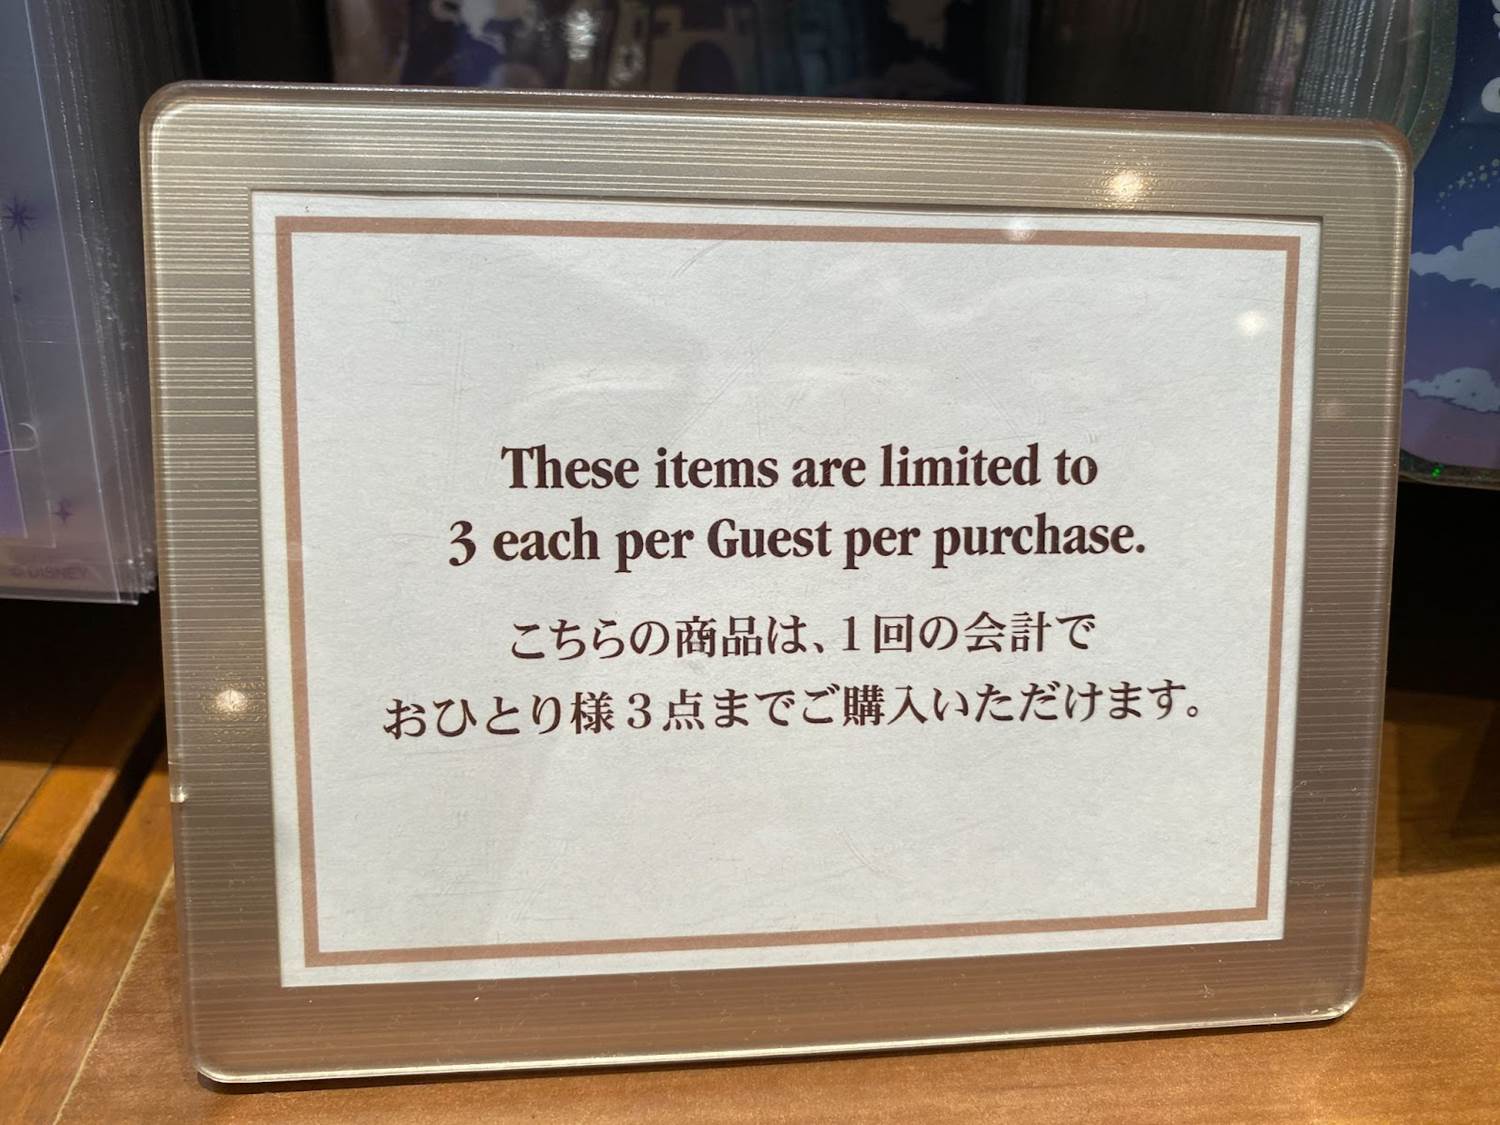 These items are limited to
3 each per Guest per purchase.
こちらの商品は、1回の会計で
おひとり様3点までご購入いただけます。
©DISNEY